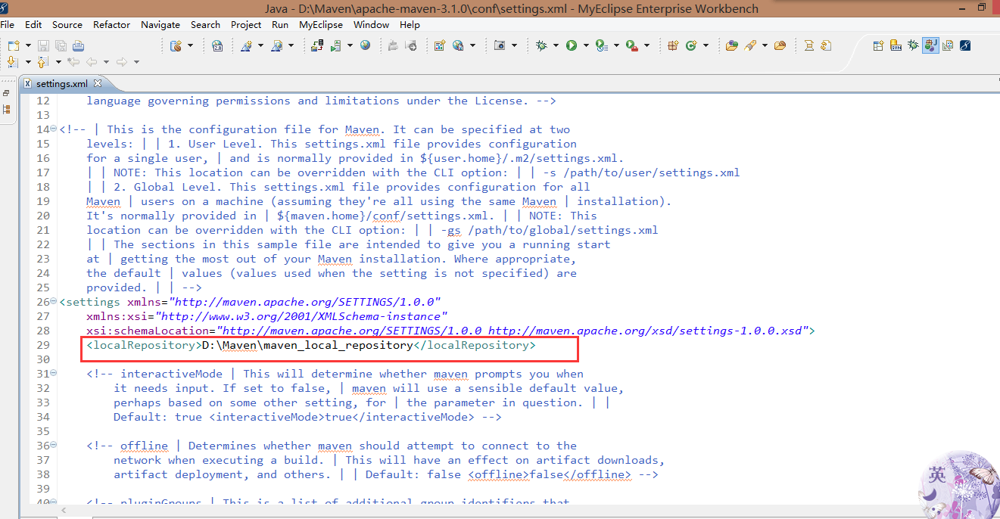 Java - D:\Maven\apache-maven-3.1.0\conf\settings.xml - MyEclipse Enterprise Workbench
File Edit Source Refactor Navigate Search Project Run MyEclipse Window Help
settings.xml
12 language governing permissions and limitations under the License. -->
13
14 <!-- | This is the configuration file for Maven. It can be specified at two
15 levels: | | 1. User Level. This settings.xml file provides configuration
16 for a single user, | and is normally provided in ${user.home}/.m2/settings.xml.
17 | | NOTE: This location can be overridden with the CLI option: | | -s /path/to/user/settings.xml
18 | | 2. Global Level. This settings.xml file provides configuration for all
19 Maven | users on a machine (assuming they're all using the same Maven | installation).
20 It's normally provided in | ${maven.home}/conf/settings.xml. | | NOTE: This
21 location can be overridden with the CLI option: | | -gs /path/to/global/settings.xml
22 | | The sections in this sample file are intended to give you a running start
23 at | getting the most out of your Maven installation. Where appropriate,
24 the default | values (values used when the setting is not specified) are
25 provided. | | -->
26 <settings xmlns="http://maven.apache.org/SETTINGS/1.0.0"
27 xmlns:xsi="http://www.w3.org/2001/XMLSchema-instance"
28 xsi:schemaLocation="http://maven.apache.org/SETTINGS/1.0.0 http://maven.apache.org/xsd/settings-1.0.0.xsd">
29 <localRepository>D:\Maven\maven_local_repository</localRepository>
30
31 <!-- interactiveMode | This will determine whether maven prompts you when
32 it needs input. If set to false, | maven will use a sensible default value,
33 perhaps based on some other setting, for | the parameter in question. | |
34 Default: true <interactiveMode>true</interactiveMode> -->
35
36 <!-- offline | Determines whether maven should attempt to connect to the
37 network when executing a build. | This will have an effect on artifact downloads,
38 artifact deployment, and others. | | Default: false <offline>false</offline> -->
39
40 <!-- pluginGroups | This is a list of additional group identifiers that
英